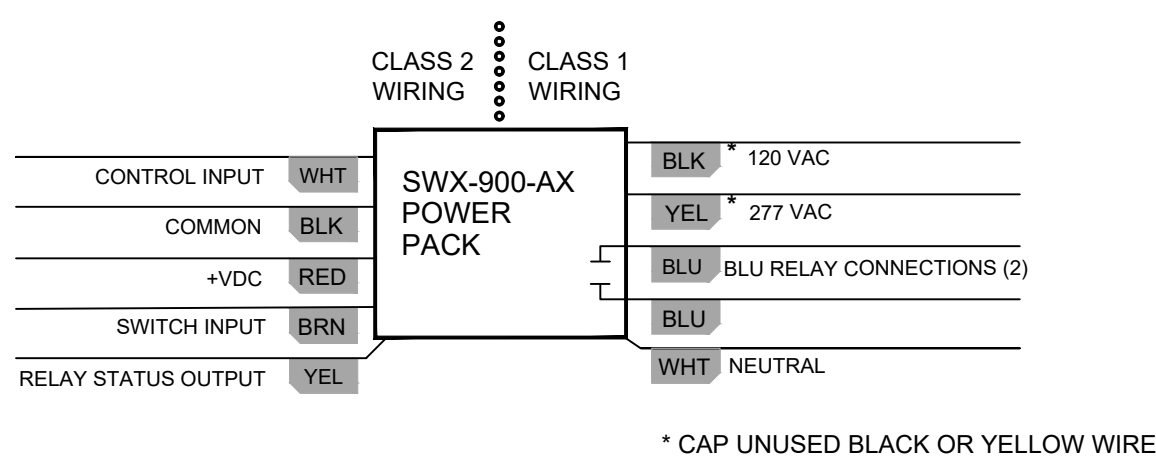 CLASS 2
WIRING
CLASS 1
WIRING
CONTROL INPUT WHT
COMMON BLK
+VDC RED
SWITCH INPUT BRN
RELAY STATUS OUTPUT YEL
SWX-900-AX
POWER
PACK
BLK * 120 VAC
YEL * 277 VAC
BLU BLU RELAY CONNECTIONS (2)
BLU
WHT NEUTRAL
* CAP UNUSED BLACK OR YELLOW WIRE